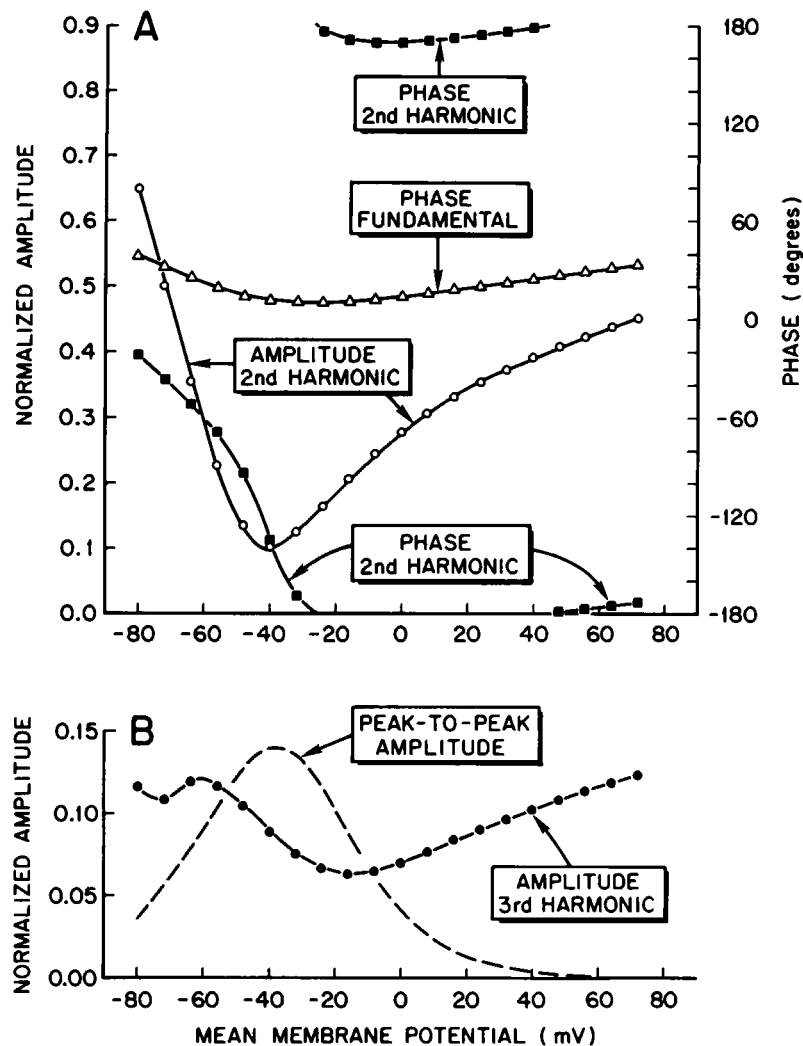 A
NORMALIZED AMPLITUDE
0.9
0.8
0.7
0.6
0.5
0.4
0.3
0.2
0.1
0.0
PHASE
2nd HARMONIC
PHASE
FUNDAMENTAL
AMPLITUDE
2nd HARMONIC
PHASE
2nd HARMONIC
180
120
60
0
-60
-120
-180
PHASE (degrees)
-80 -60 -40 -20 0 20 40 60 80
B
NORMALIZED AMPLITUDE
0.15
0.10
0.05
0.00
PEAK-TO-PEAK
AMPLITUDE
AMPLITUDE
3rd HARMONIC
-80 -60 -40 -20 0 20 40 60 80
MEAN MEMBRANE POTENTIAL (mV)